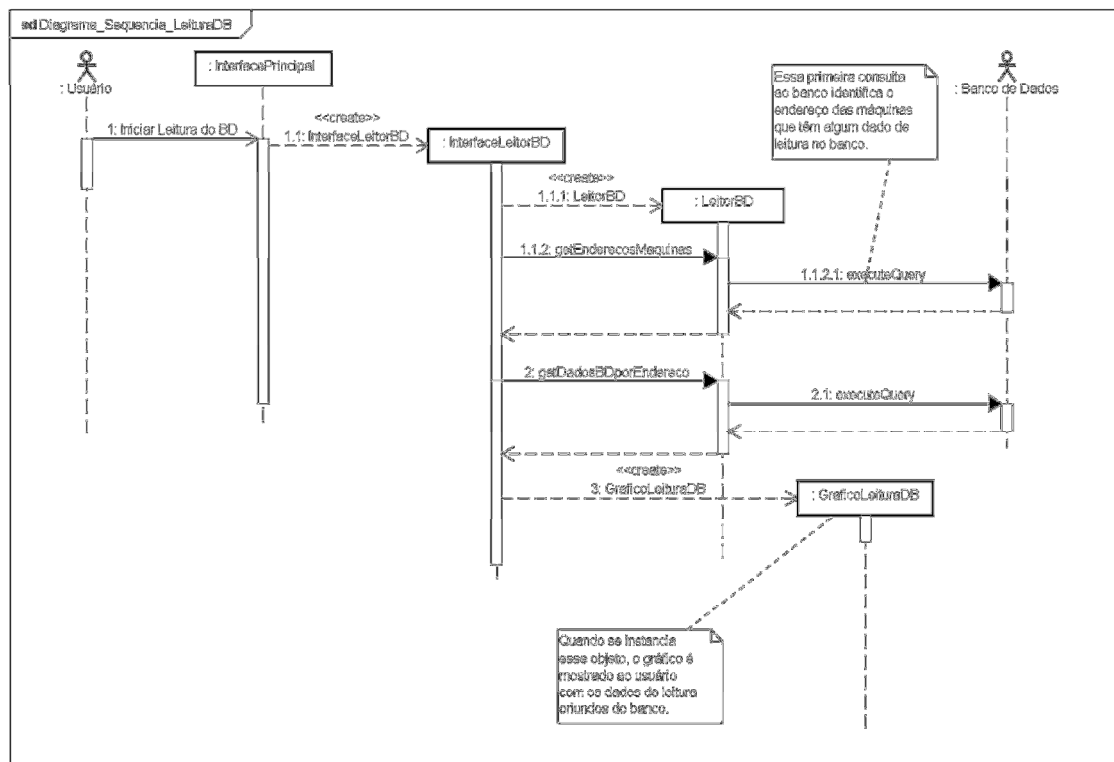 sd Diagrama_Sequencia_LeituraDB
: Usuário
: InterfacePrincipal
Essa primeira consulta
ao banco identifica o
endereço das máquinas
que têm algum dado de
leitura no banco.
: Banco de Dados
1: Iniciar Leitura do BD
<<create>>
1.1: InterfaceLeitorBD
: InterfaceLeitorBD
<<create>>
1.1.1: LeitorBD
: LeitorBD
1.1.2: getEnderecosMaquinas
1.1.2.1: executeQuery
2: getDadosBDporEndereco
2.1: executeQuery
<<create>>
3: GraficoLeituraDB
: GraficoLeituraDB
Quando se instancia
esse objeto, o gráfico é
mostrado ao usuário
com os dados de leitura
oriundos do banco.